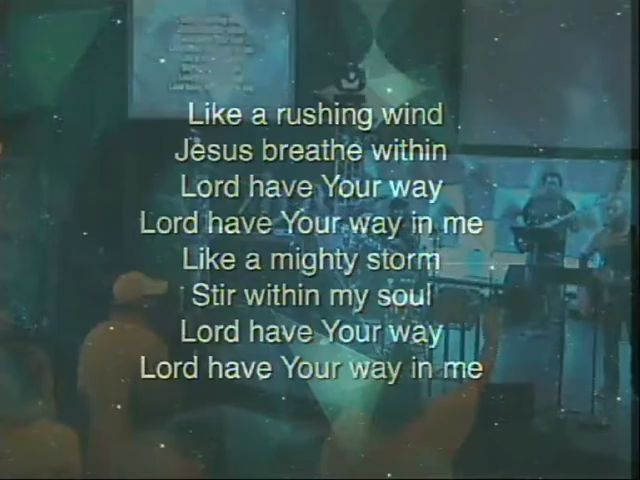 Like a rushing wind
Jesus breathe within
Lord have Your way
Lord have Your way in me
Like a mighty storm
Stir within my soul
Lord have Your way
Lord have Your way in me